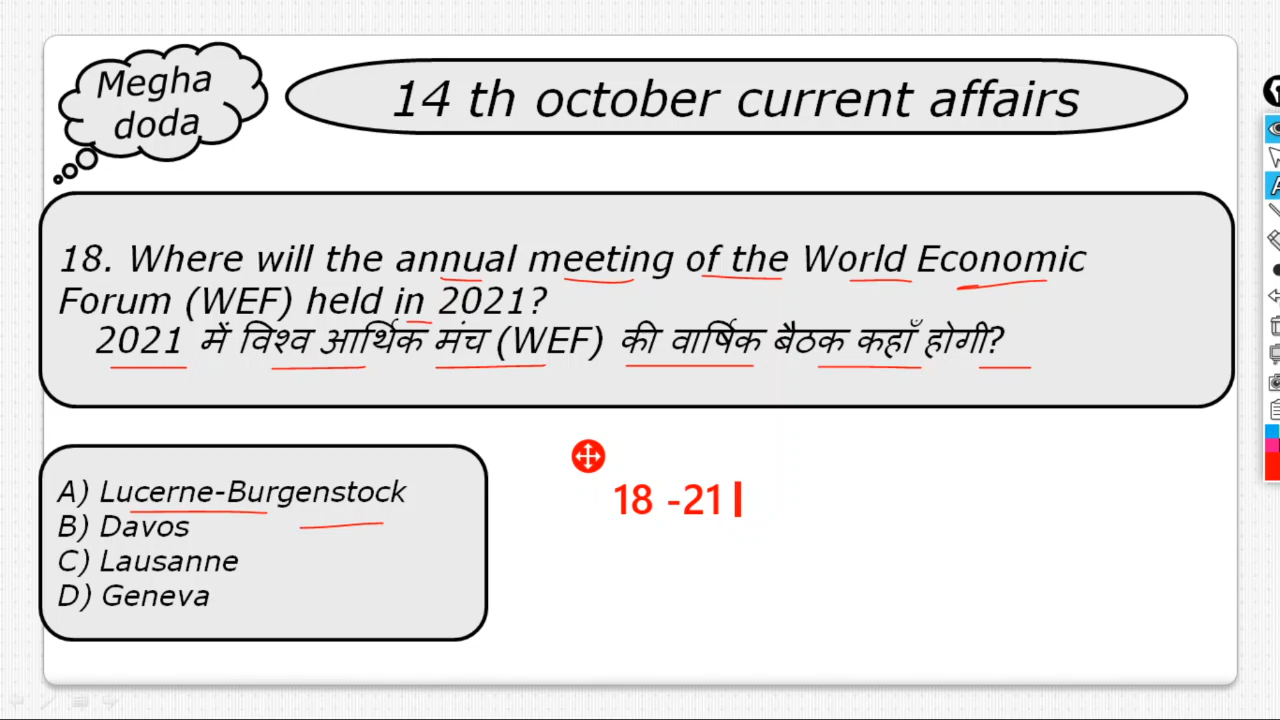 Megha
doda
14 th october current affairs
18. Where will the annual meeting of the World Economic
Forum (WEF) held in 2021?
2021 में विश्व आर्थिक मंच (WEF) की वार्षिक बैठक कहाँ होगी?
A) Lucerne-Burgenstock
B) Davos
C) Lausanne
D) Geneva
18 -21